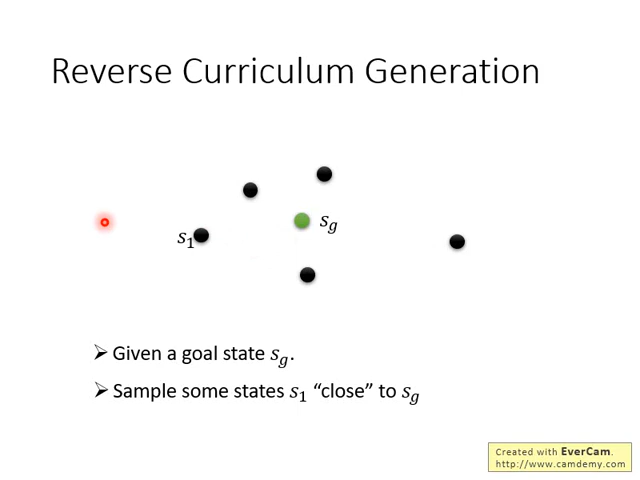 Reverse Curriculum Generation
s_g
s_1
➢ Given a goal state s_g.
➢ Sample some states s_1 “close” to s_g
Created with EverCam.
http://www.camdemy.com